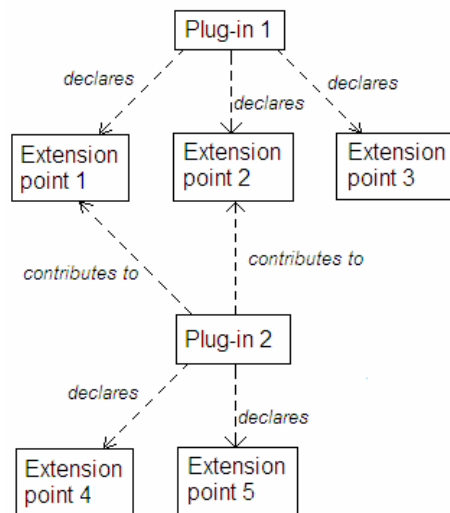 Plug-in 1
declares
declares
declares
Extension
point 1
Extension
point 2
Extension
point 3
contributes to
contributes to
Plug-in 2
declares
declares
Extension
point 4
Extension
point 5